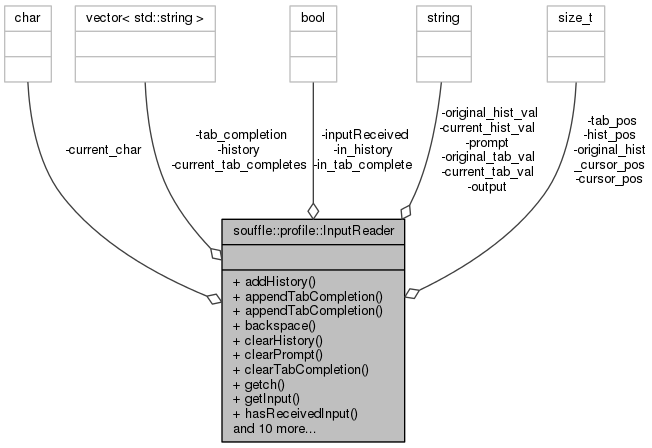 char
vector< std::string >
bool
string
size_t
-current_char
-tab_completion
-history
-current_tab_completes
-inputReceived
-in_history
-in_tab_complete
-original_hist_val
-current_hist_val
-prompt
-original_tab_val
-current_tab_val
-output
-tab_pos
-hist_pos
-original_hist
_cursor_pos
-cursor_pos
souffle::profile::InputReader
+ addHistory()
+ appendTabCompletion()
+ appendTabCompletion()
+ backspace()
+ clearHistory()
+ clearPrompt()
+ clearTabCompletion()
+ getch()
+ getInput()
+ hasReceivedInput()
and 10 more...